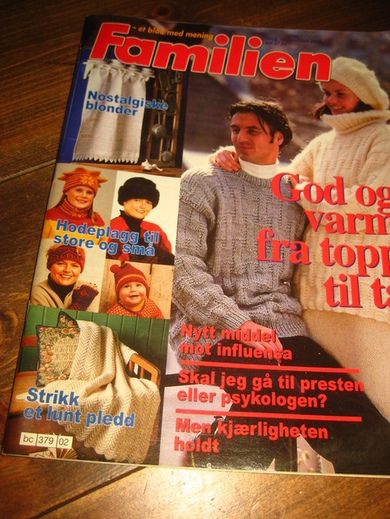 – et blad med mening
Familien
Nostalgiske
blonder
God og
varm
fra topp
til
Hodeplagg til
store og små
Nytt middel
mot influensa
Skal jeg gå til presten
eller psykologen?
Men kjærligheten
holdt
Strikk
et lunt pledd
bc 379 02